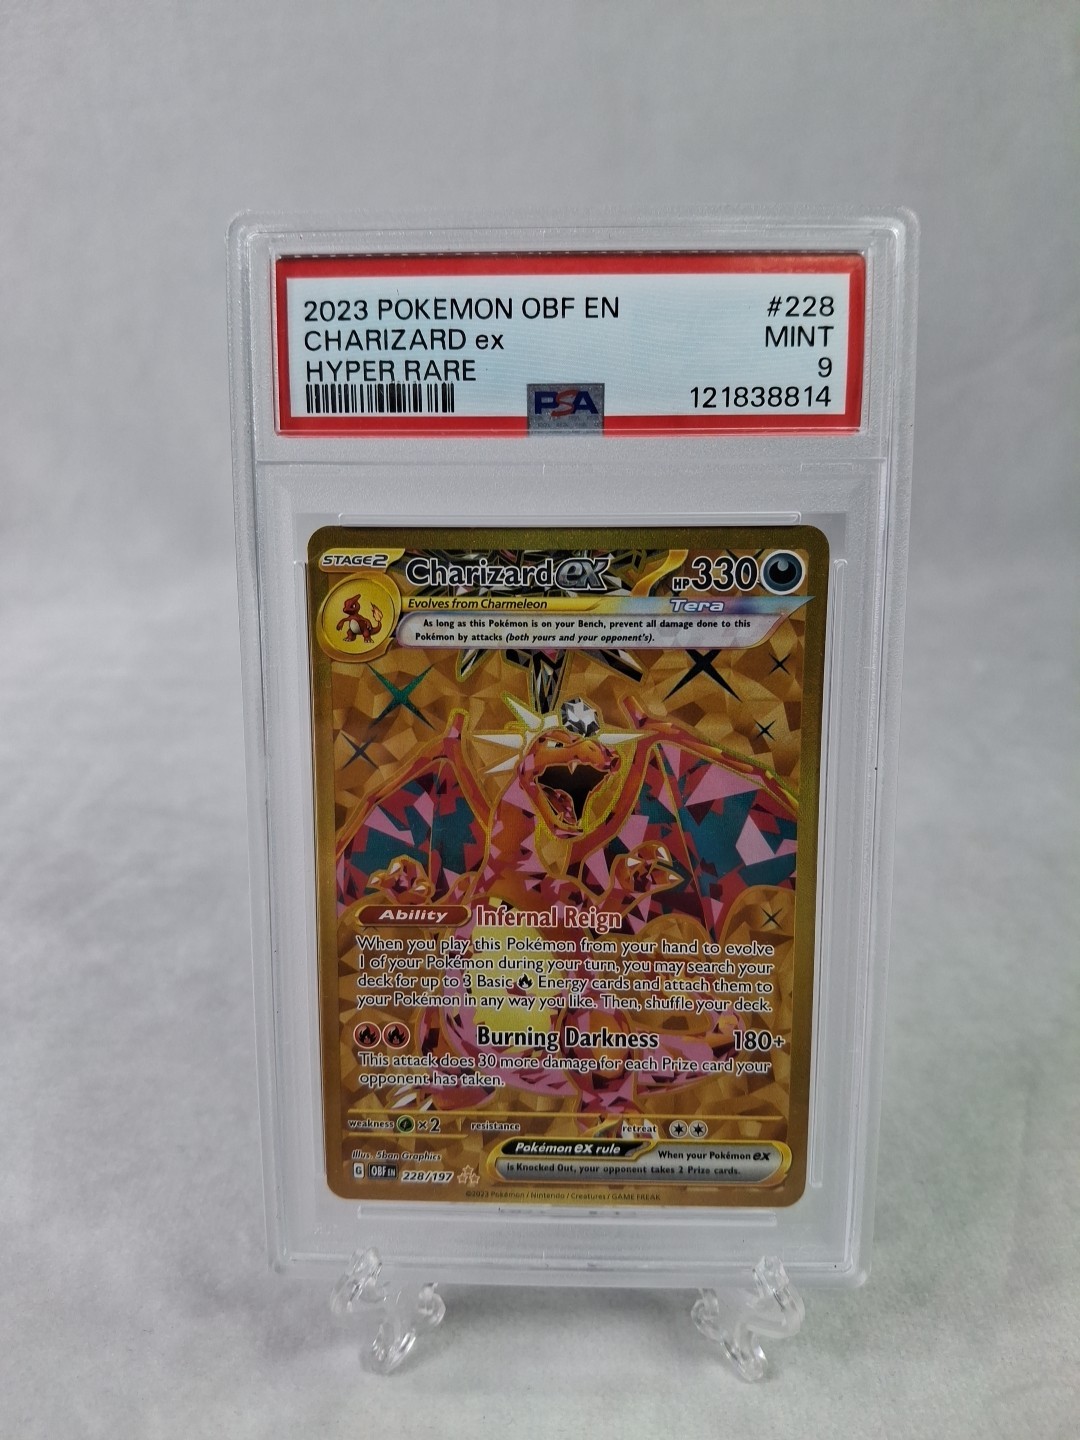 2023 POKEMON OBF EN #228
CHARIZARD ex MINT
HYPER RARE 9
PSA 121838814
STAGE2 Charizard ex HP 330
Evolves from Charmeleon Tera
As long as this Pokémon is on your Bench, prevent all damage done to this
Pokémon by attacks (both yours and your opponent's).
Ability Infernal Reign
When you play this Pokémon from your hand to evolve
1 of your Pokémon during your turn, you may search your
deck for up to 3 Basic Energy cards and attach them to
your Pokémon in any way you like. Then, shuffle your deck.
Burning Darkness 180+
This attack does 30 more damage for each Prize card your
opponent has taken.
weakness ×2 resistance retreat
Pokémon ex rule When your Pokémon ex
is Knocked Out, your opponent takes 2 Prize cards.
Illus. 5ban Graphics
G OBF EN 228/197
©2023 Pokémon / Nintendo / Creatures / GAME FREAK